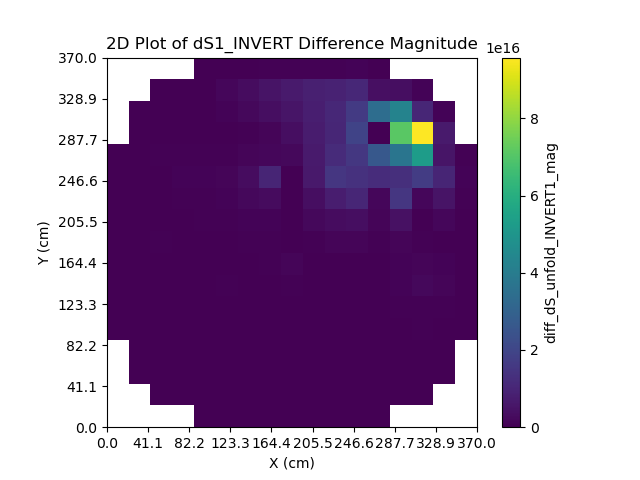 2D Plot of dS1_INVERT Difference Magnitude
1e16
370.0
328.9
287.7
246.6
205.5
164.4
123.3
82.2
41.1
0.0
Y (cm)
0.0 41.1 82.2 123.3 164.4 205.5 246.6 287.7 328.9 370.0
X (cm)
8
6
4
2
0
diff_dS_unfold_INVERT1_mag